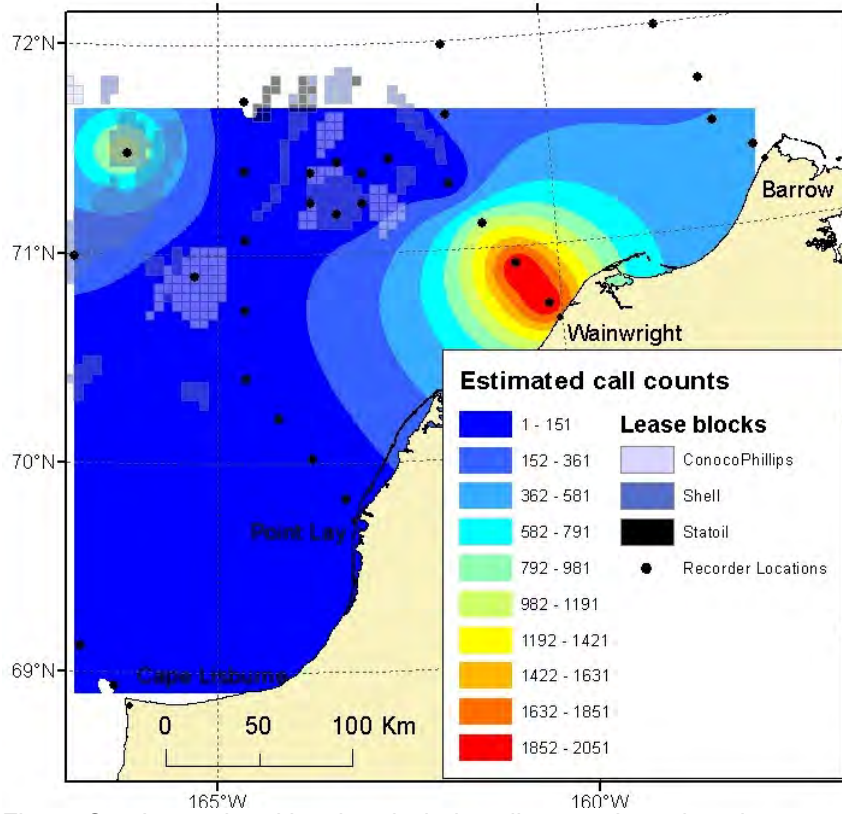 72°N
71°N
Barrow
Wainwright
70°N
Point Lay
69°N
Cape Lisburne
0 50 100 Km
165°W
160°W
Estimated call counts
1 - 151
152 - 361
362 - 581
582 - 791
792 - 981
982 - 1191
1192 - 1421
1422 - 1631
1632 - 1851
1852 - 2051
Lease blocks
ConocoPhillips
Shell
Statoil
Recorder Locations